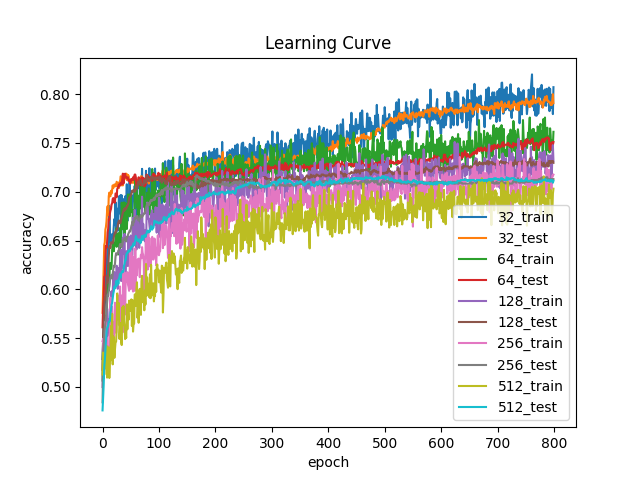 Learning Curve
accuracy
0.80
0.75
0.70
0.65
0.60
0.55
0.50
32_train
32_test
64_train
64_test
128_train
128_test
256_train
256_test
512_train
512_test
0 100 200 300 400 500 600 700 800
epoch